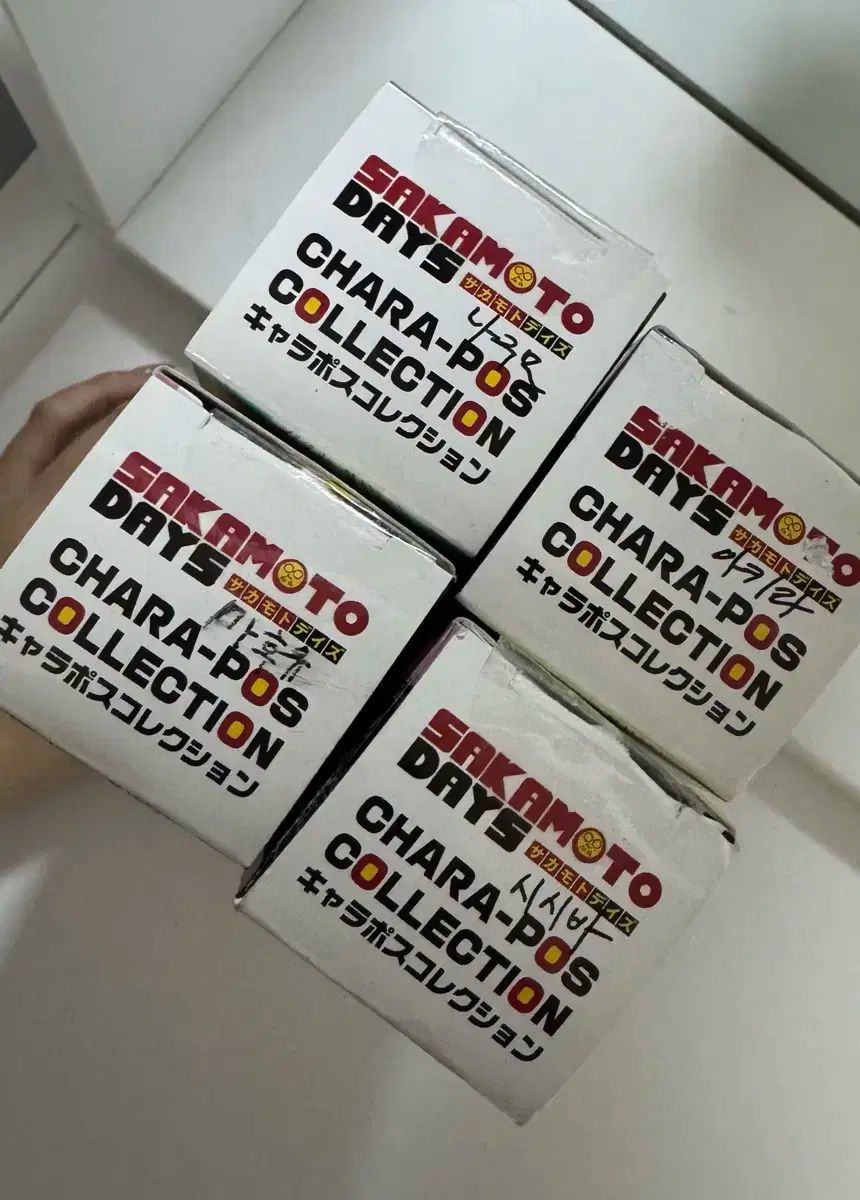 SAKAMOTO
DAYS サカモトデイズ
CHARA-POS
COLLECTION
キャラポスコレクション
나구모
SAKAMOTO
DAYS サカモトデイズ
CHARA-POS
COLLECTION
キャラポスコレクション
아키라
SAKAMOTO
DAYS サカモトデイズ
CHARA-POS
COLLECTION
キャラポスコレクション
SAKAMOTO
DAYS サカモトデイズ
CHARA-POS
COLLECTION
キャラポスコレクション
시시바